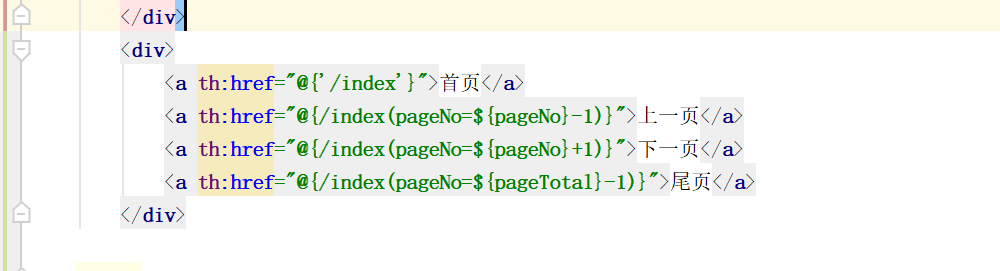 </div>
<div>
<a th:href="@{'/index'}">首页</a>
<a th:href="@{/index(pageNo=${pageNo}-1)}">上一页</a>
<a th:href="@{/index(pageNo=${pageNo}+1)}">下一页</a>
<a th:href="@{/index(pageNo=${pageTotal}-1)}">尾页</a>
</div>